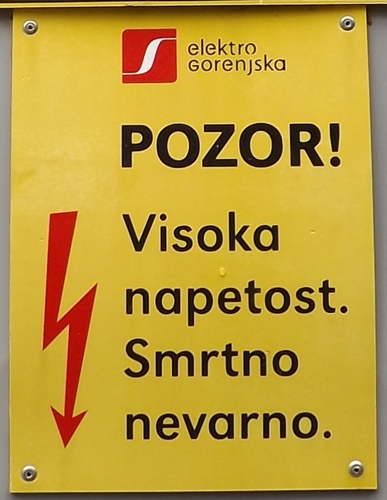 elektro
Gorenjska
POZOR!
Visoka
napetost.
Smrtno
nevarno.